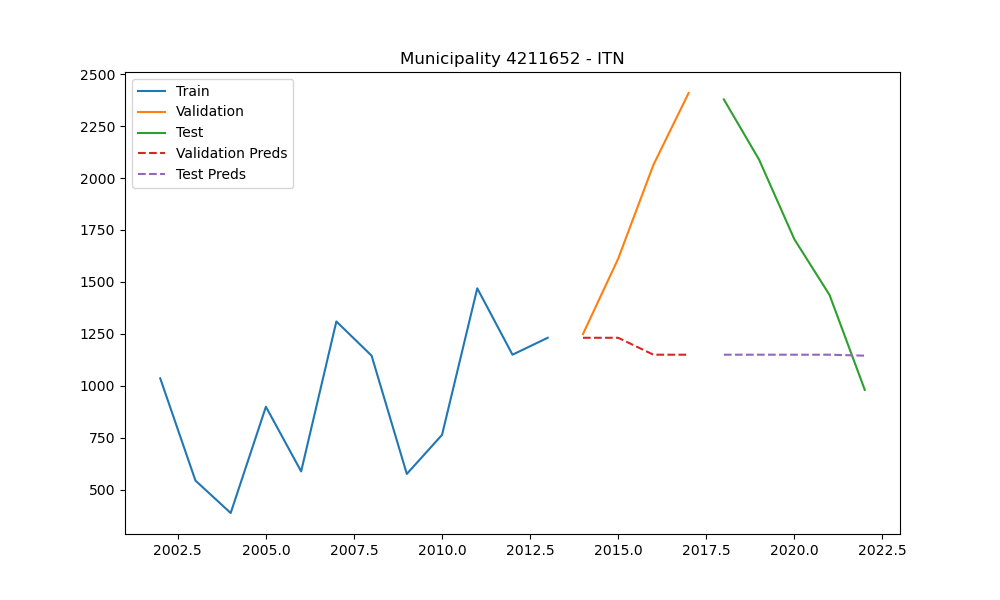 Municipality 4211652 - ITN
2500
2250
2000
1750
1500
1250
1000
750
500
Train
Validation
Test
Validation Preds
Test Preds
2002.5 2005.0 2007.5 2010.0 2012.5 2015.0 2017.5 2020.0 2022.5